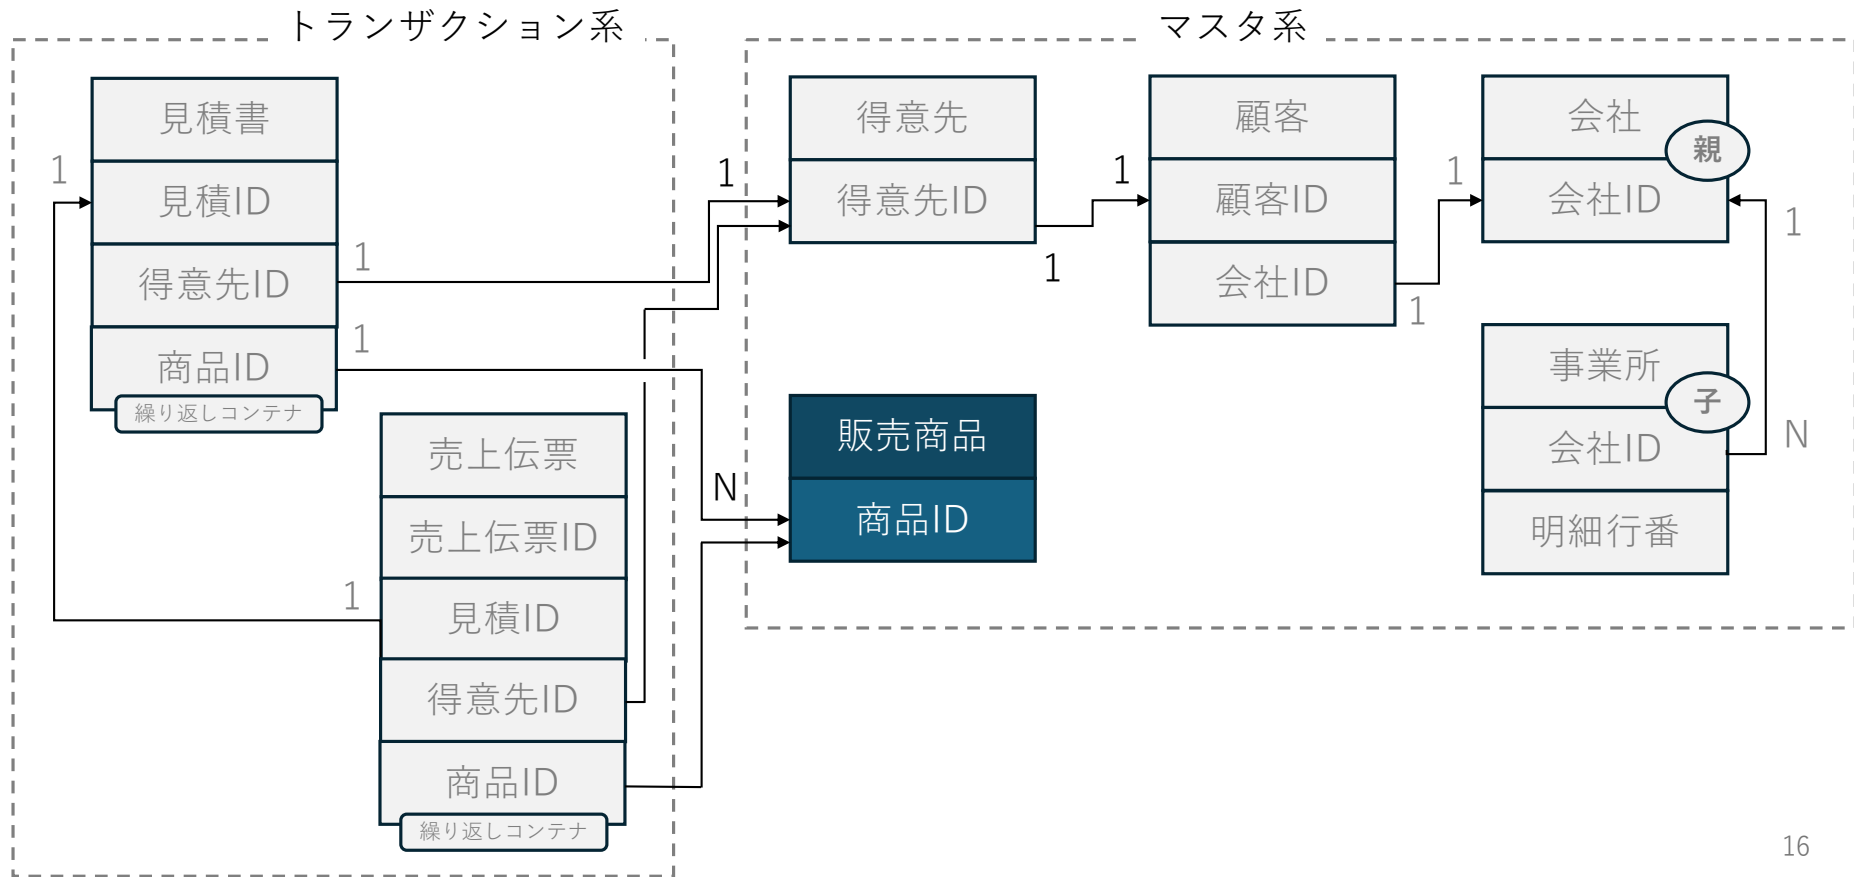 トランザクション系
マスタ系
見積書
見積ID
得意先ID
商品ID
繰り返しコンテナ
1
1
1
売上伝票
売上伝票ID
見積ID
得意先ID
商品ID
繰り返しコンテナ
1
1
N
得意先
得意先ID
1
1
顧客
顧客ID
会社ID
1
1
会社
会社ID
親
1
事業所
会社ID
明細行番
子
N
販売商品
商品ID
16